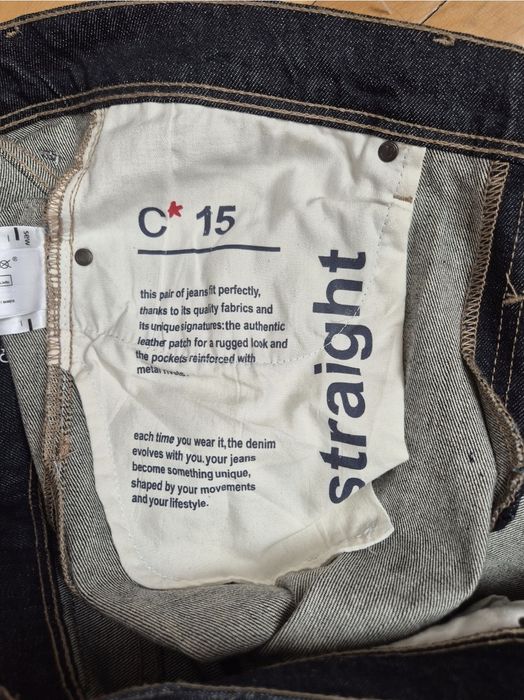 C* 15
this pair of jeans fit perfectly,
thanks to its quality fabrics and
its unique signatures: the authentic
leather patch for a rugged look and
the pockets reinforced with
metal
each time you wear it, the denim
evolves with you. your jeans
become something unique,
shaped by your movements
and your lifestyle.
straight